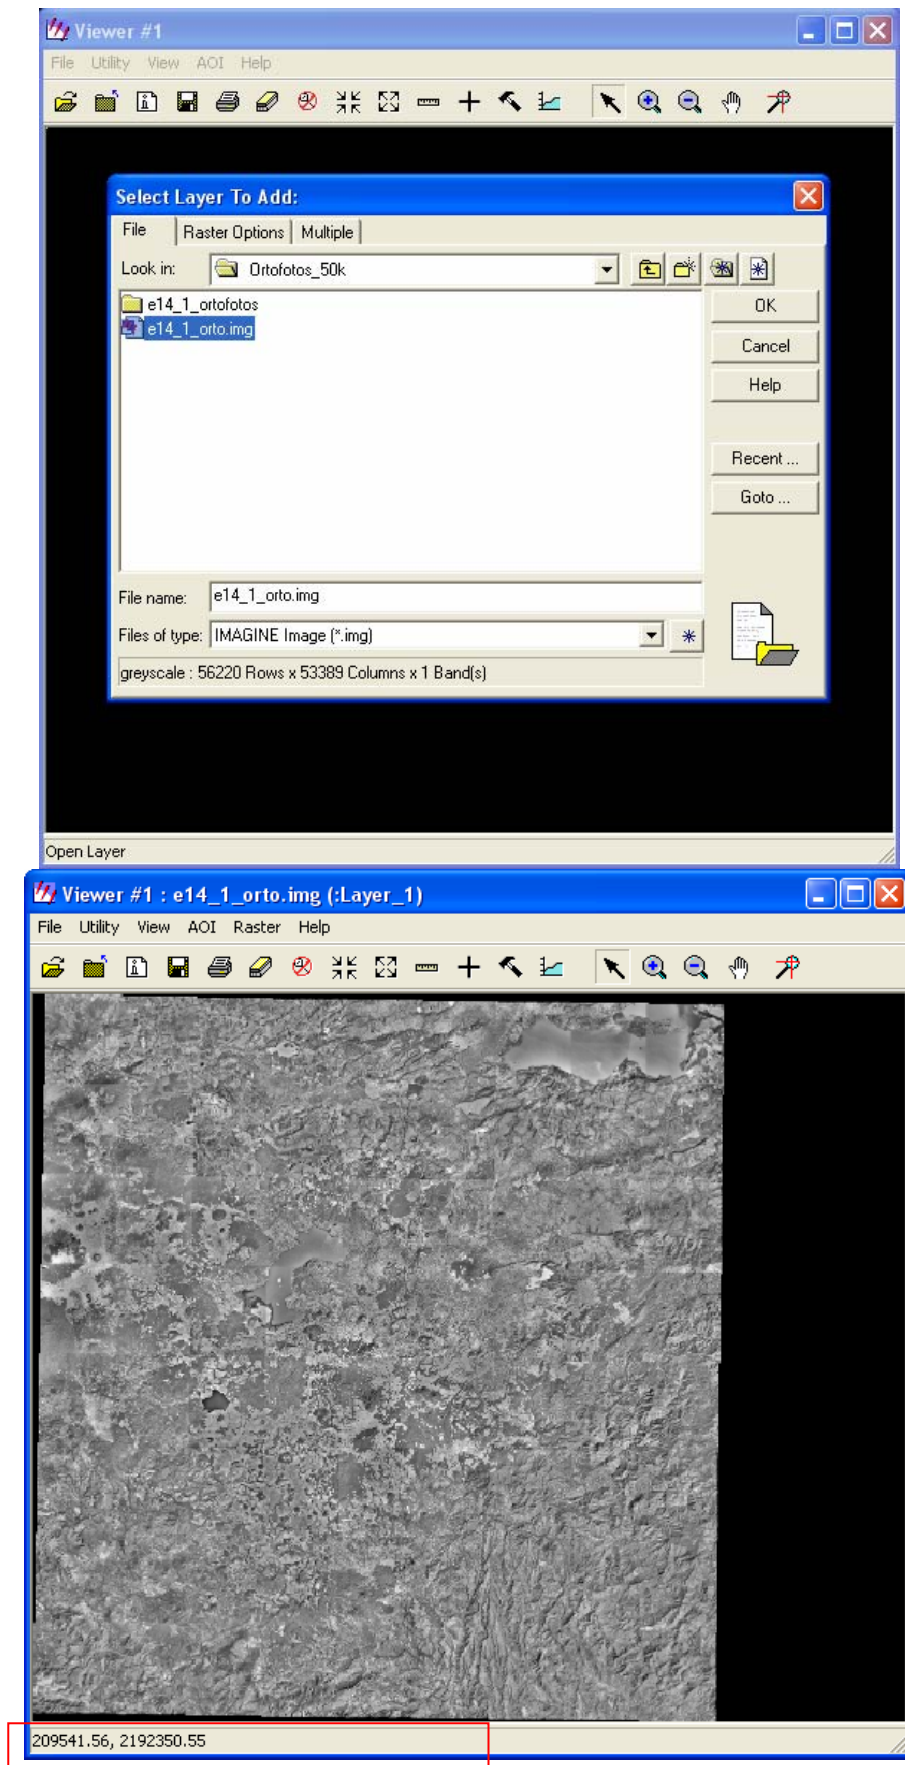 Viewer #1
File Utility View AOI Help
Select Layer To Add:
File Raster Options Multiple
Look in: Ortofotos_50k
e14_1_ortofotos
OK
e14_1_orto.img
Cancel
Help
Recent ...
Goto ...
File name: e14_1_orto.img
Files of type: IMAGINE Image (*.img)
greyscale : 56220 Rows x 53389 Columns x 1 Band(s)
Open Layer
Viewer #1 : e14_1_orto.img (:Layer_1)
File Utility View AOI Raster Help
209541.56, 2192350.55